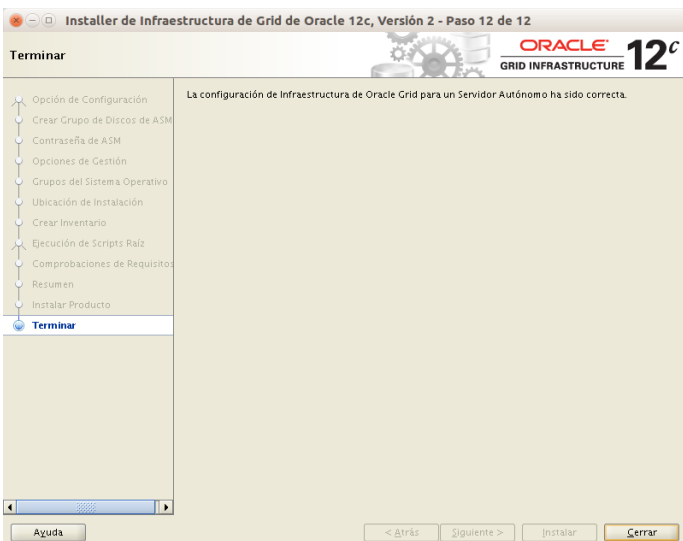 Installer de Infraestructura de Grid de Oracle 12c, Versión 2 - Paso 12 de 12
Terminar
ORACLE
GRID INFRASTRUCTURE
12c
Opción de Configuración
Crear Grupo de Discos de ASM
Contraseña de ASM
Opciones de Gestión
Grupos del Sistema Operativo
Ubicación de Instalación
Crear Inventario
Ejecución de Scripts Raíz
Comprobaciones de Requisitos
Resumen
Instalar Producto
Terminar
La configuración de Infraestructura de Oracle Grid para un Servidor Autónomo ha sido correcta.
Ayuda
< Atrás
Siguiente >
Instalar
Cerrar